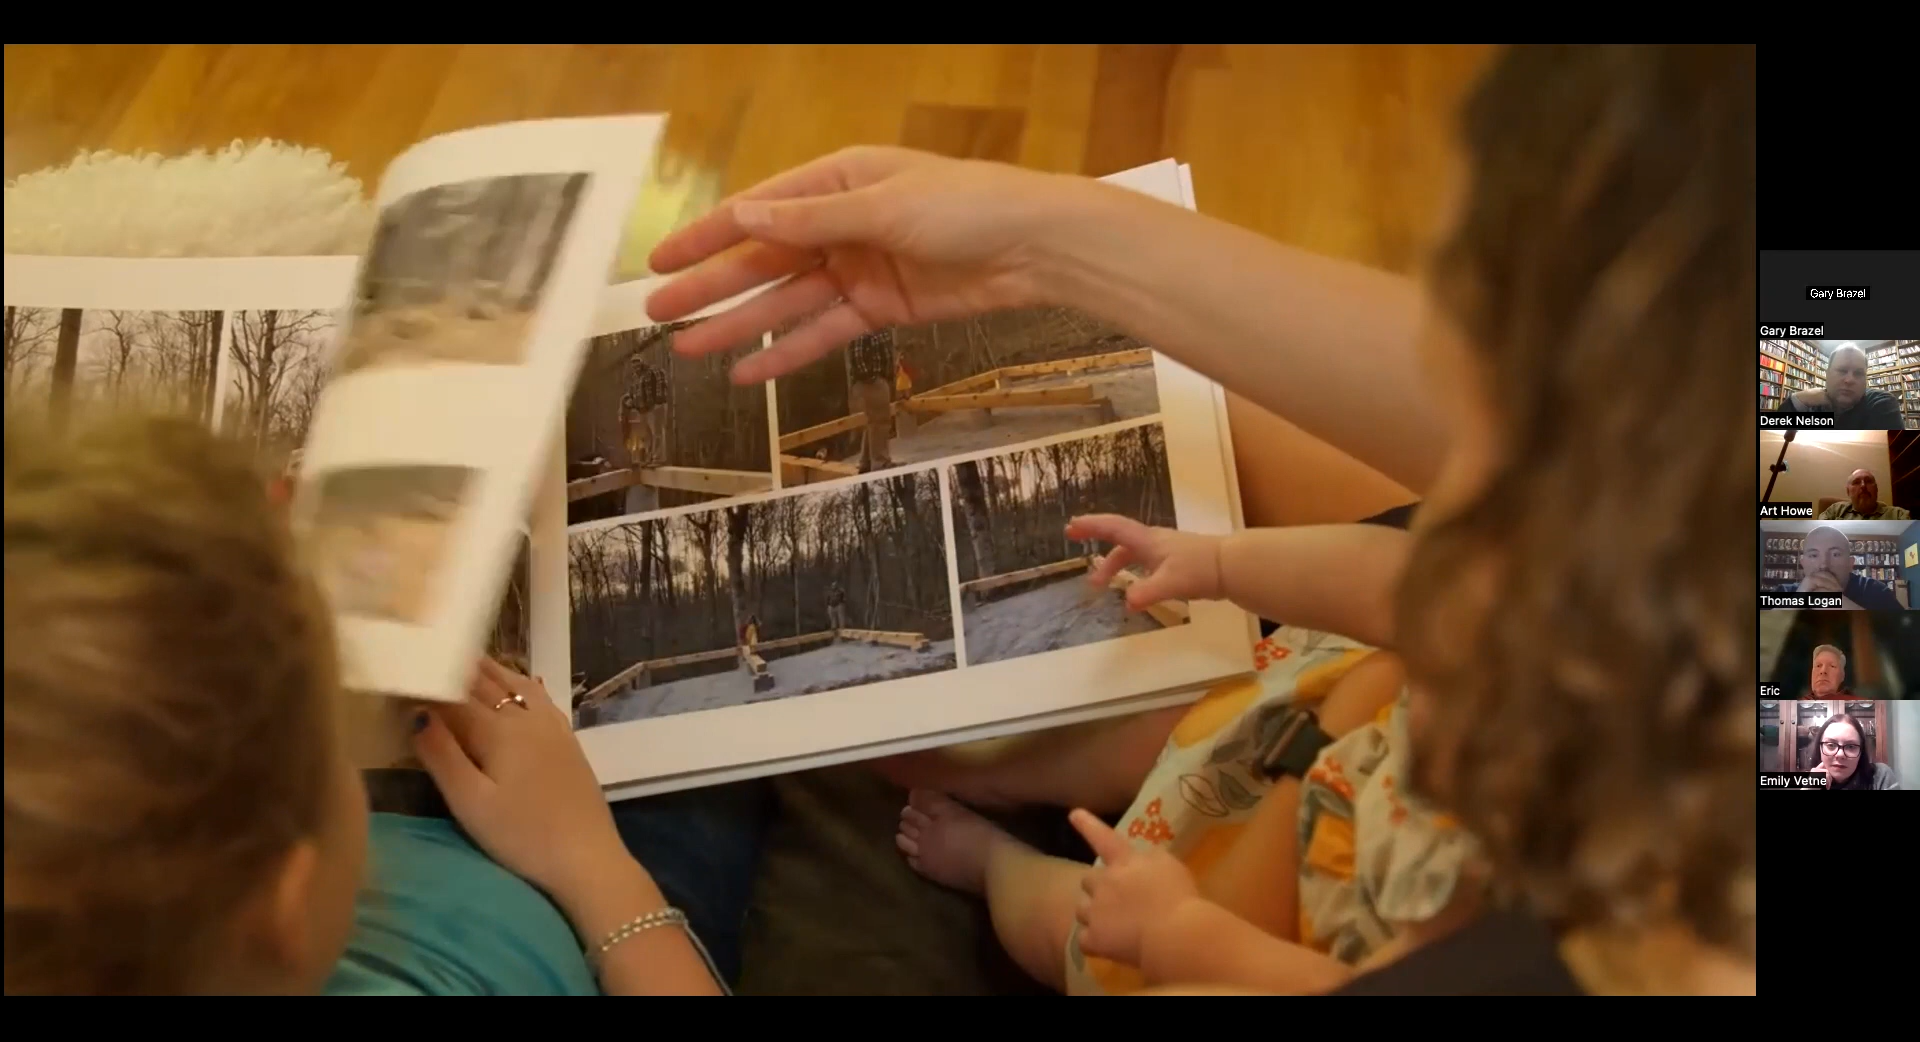 Gary Brazel
Gary Brazel
Derek Nelson
Art Howe
Thomas Logan
Eric
Emily Vetne